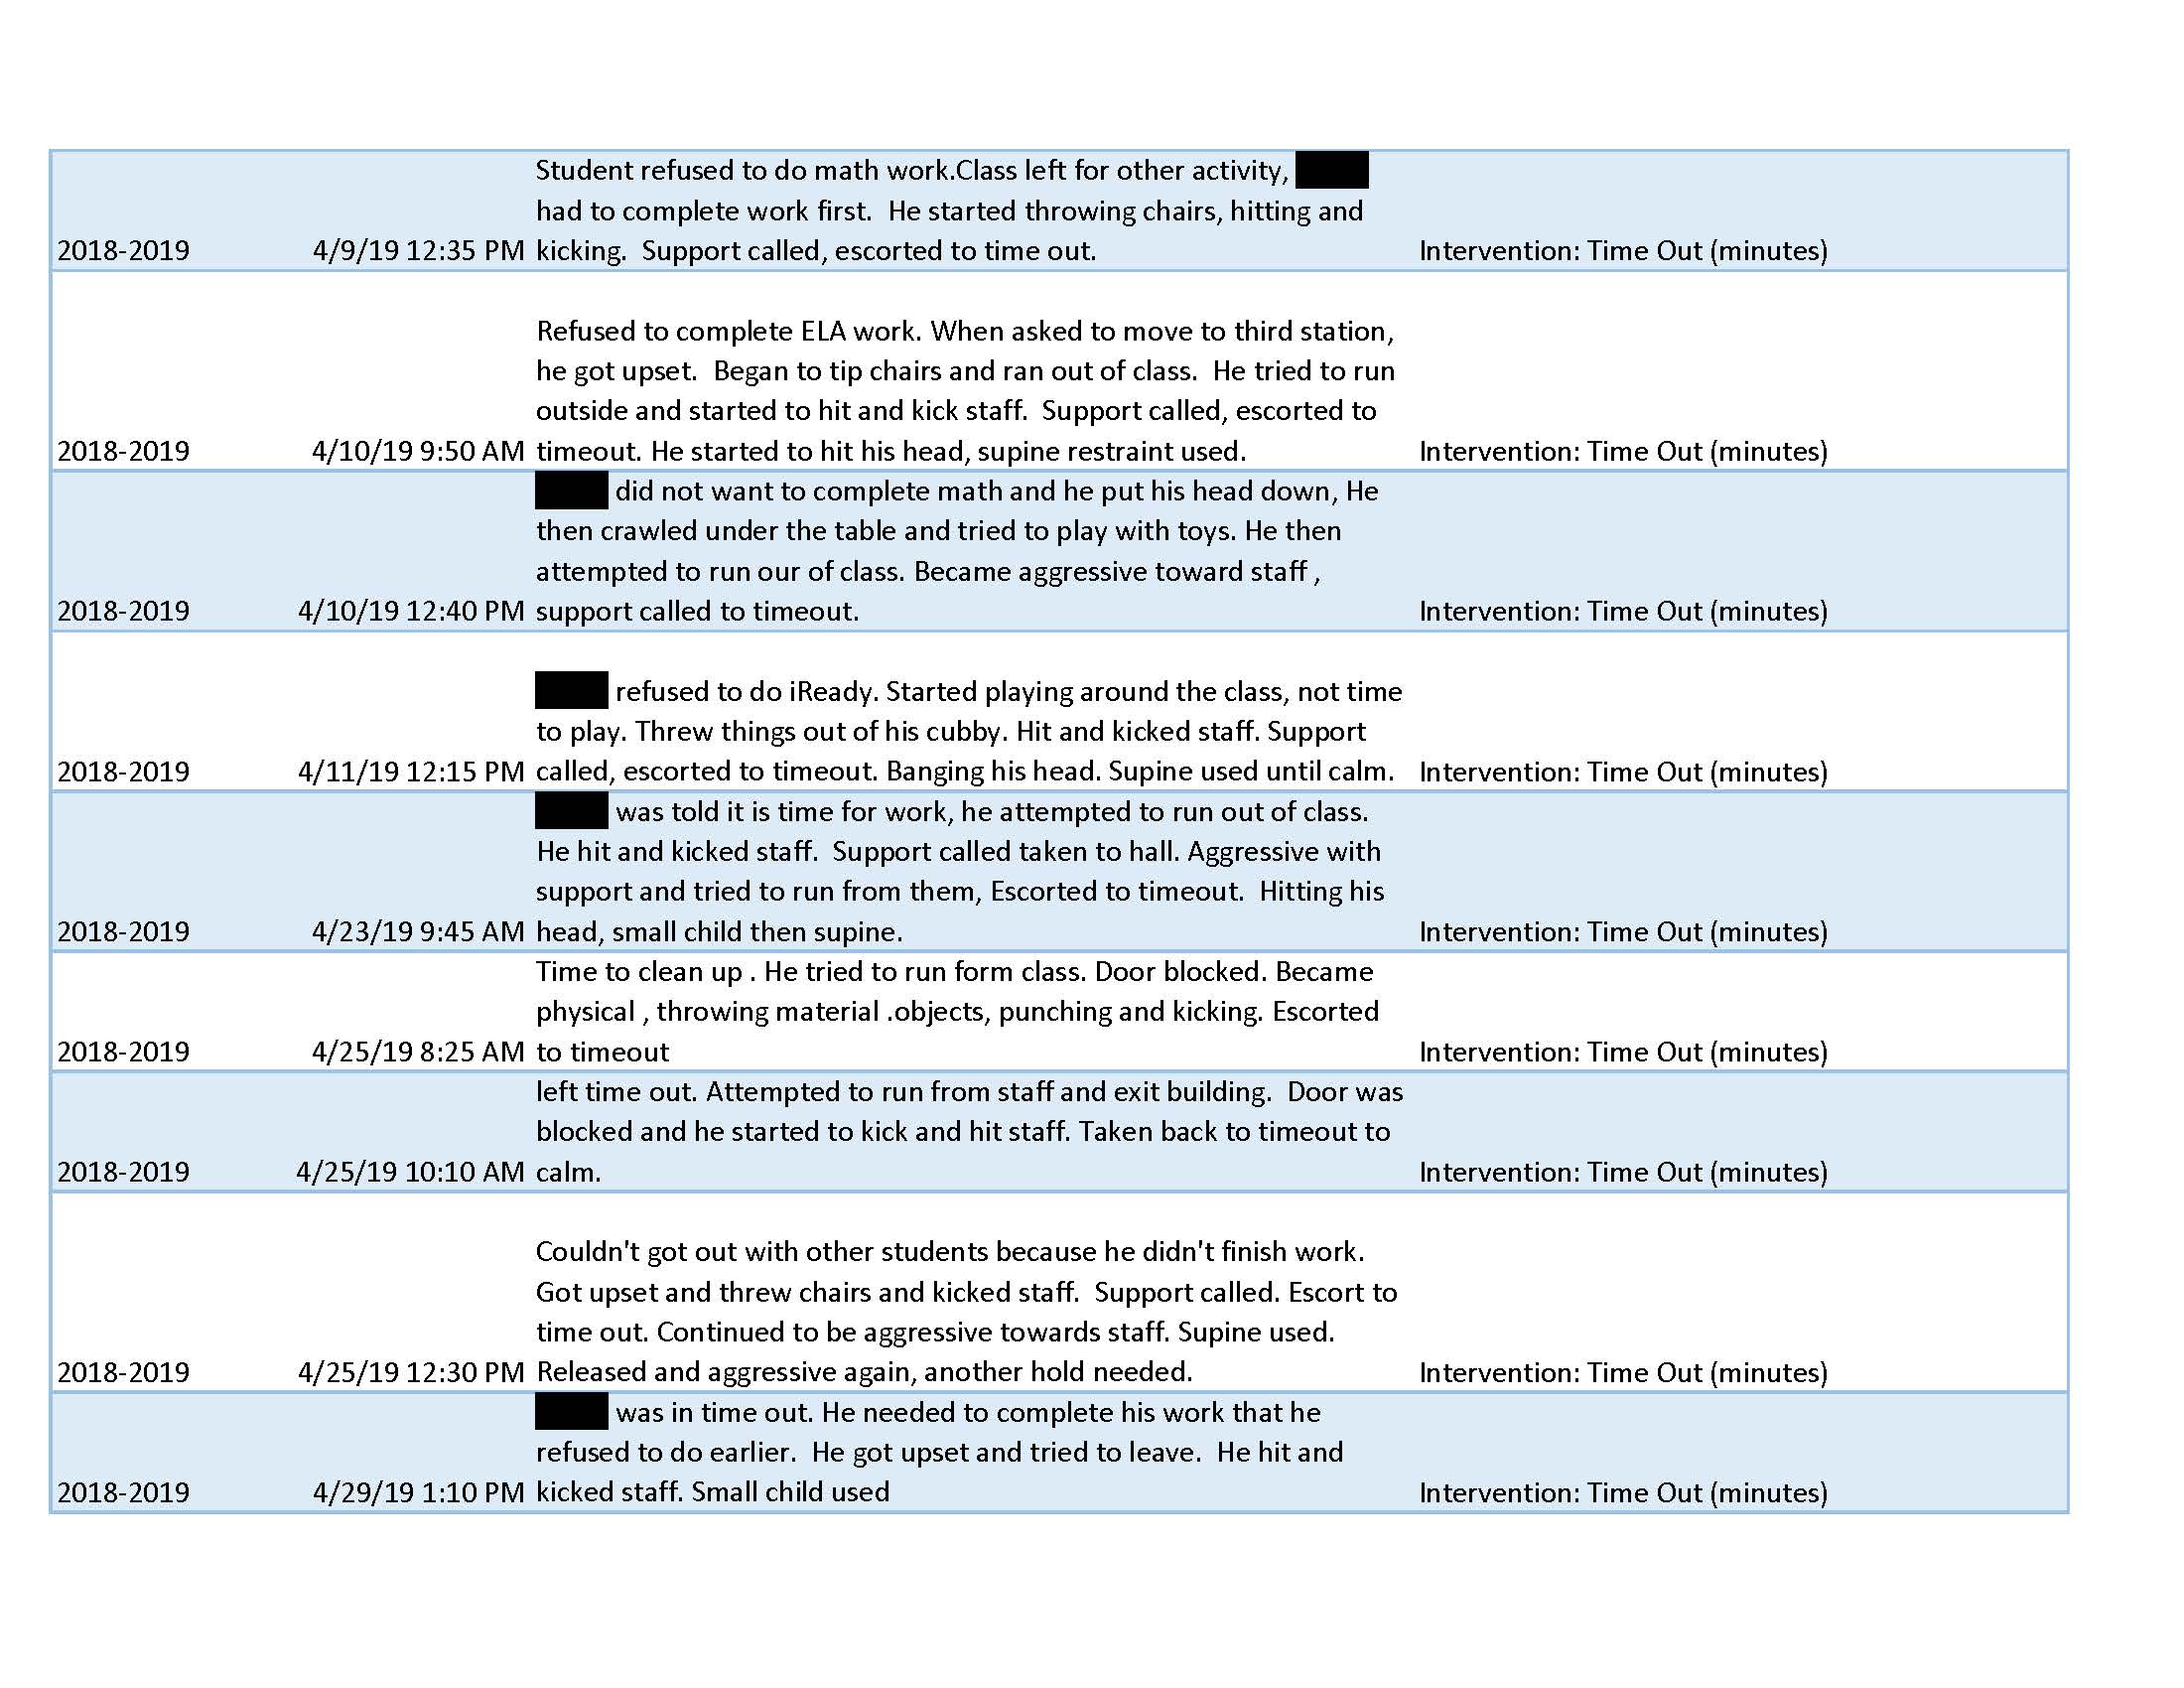 Student refused to do math work.Class left for other activity,
had to complete work first.  He started throwing chairs, hitting and
2018-2019 4/9/19 12:35 PM kicking.  Support called, escorted to time out. Intervention: Time Out (minutes)
Refused to complete ELA work. When asked to move to third station,
he got upset.  Began to tip chairs and ran out of class.  He tried to run
outside and started to hit and kick staff.  Support called, escorted to
2018-2019 4/10/19 9:50 AM timeout. He started to hit his head, supine restraint used. Intervention: Time Out (minutes)
did not want to complete math and he put his head down, He
then crawled under the table and tried to play with toys. He then
attempted to run our of class. Became aggressive toward staff ,
2018-2019 4/10/19 12:40 PM support called to timeout. Intervention: Time Out (minutes)
refused to do iReady. Started playing around the class, not time
to play. Threw things out of his cubby. Hit and kicked staff. Support
2018-2019 4/11/19 12:15 PM called, escorted to timeout. Banging his head. Supine used until calm. Intervention: Time Out (minutes)
was told it is time for work, he attempted to run out of class.
He hit and kicked staff.  Support called taken to hall. Aggressive with
support and tried to run from them, Escorted to timeout.  Hitting his
2018-2019 4/23/19 9:45 AM head, small child then supine. Intervention: Time Out (minutes)
Time to clean up . He tried to run form class. Door blocked. Became
physical , throwing material .objects, punching and kicking. Escorted
2018-2019 4/25/19 8:25 AM to timeout Intervention: Time Out (minutes)
left time out. Attempted to run from staff and exit building.  Door was
blocked and he started to kick and hit staff. Taken back to timeout to
2018-2019 4/25/19 10:10 AM calm. Intervention: Time Out (minutes)
Couldn't got out with other students because he didn't finish work.
Got upset and threw chairs and kicked staff.  Support called. Escort to
time out. Continued to be aggressive towards staff. Supine used.
2018-2019 4/25/19 12:30 PM Released and aggressive again, another hold needed. Intervention: Time Out (minutes)
was in time out. He needed to complete his work that he
refused to do earlier.  He got upset and tried to leave.  He hit and
2018-2019 4/29/19 1:10 PM kicked staff. Small child used Intervention: Time Out (minutes)